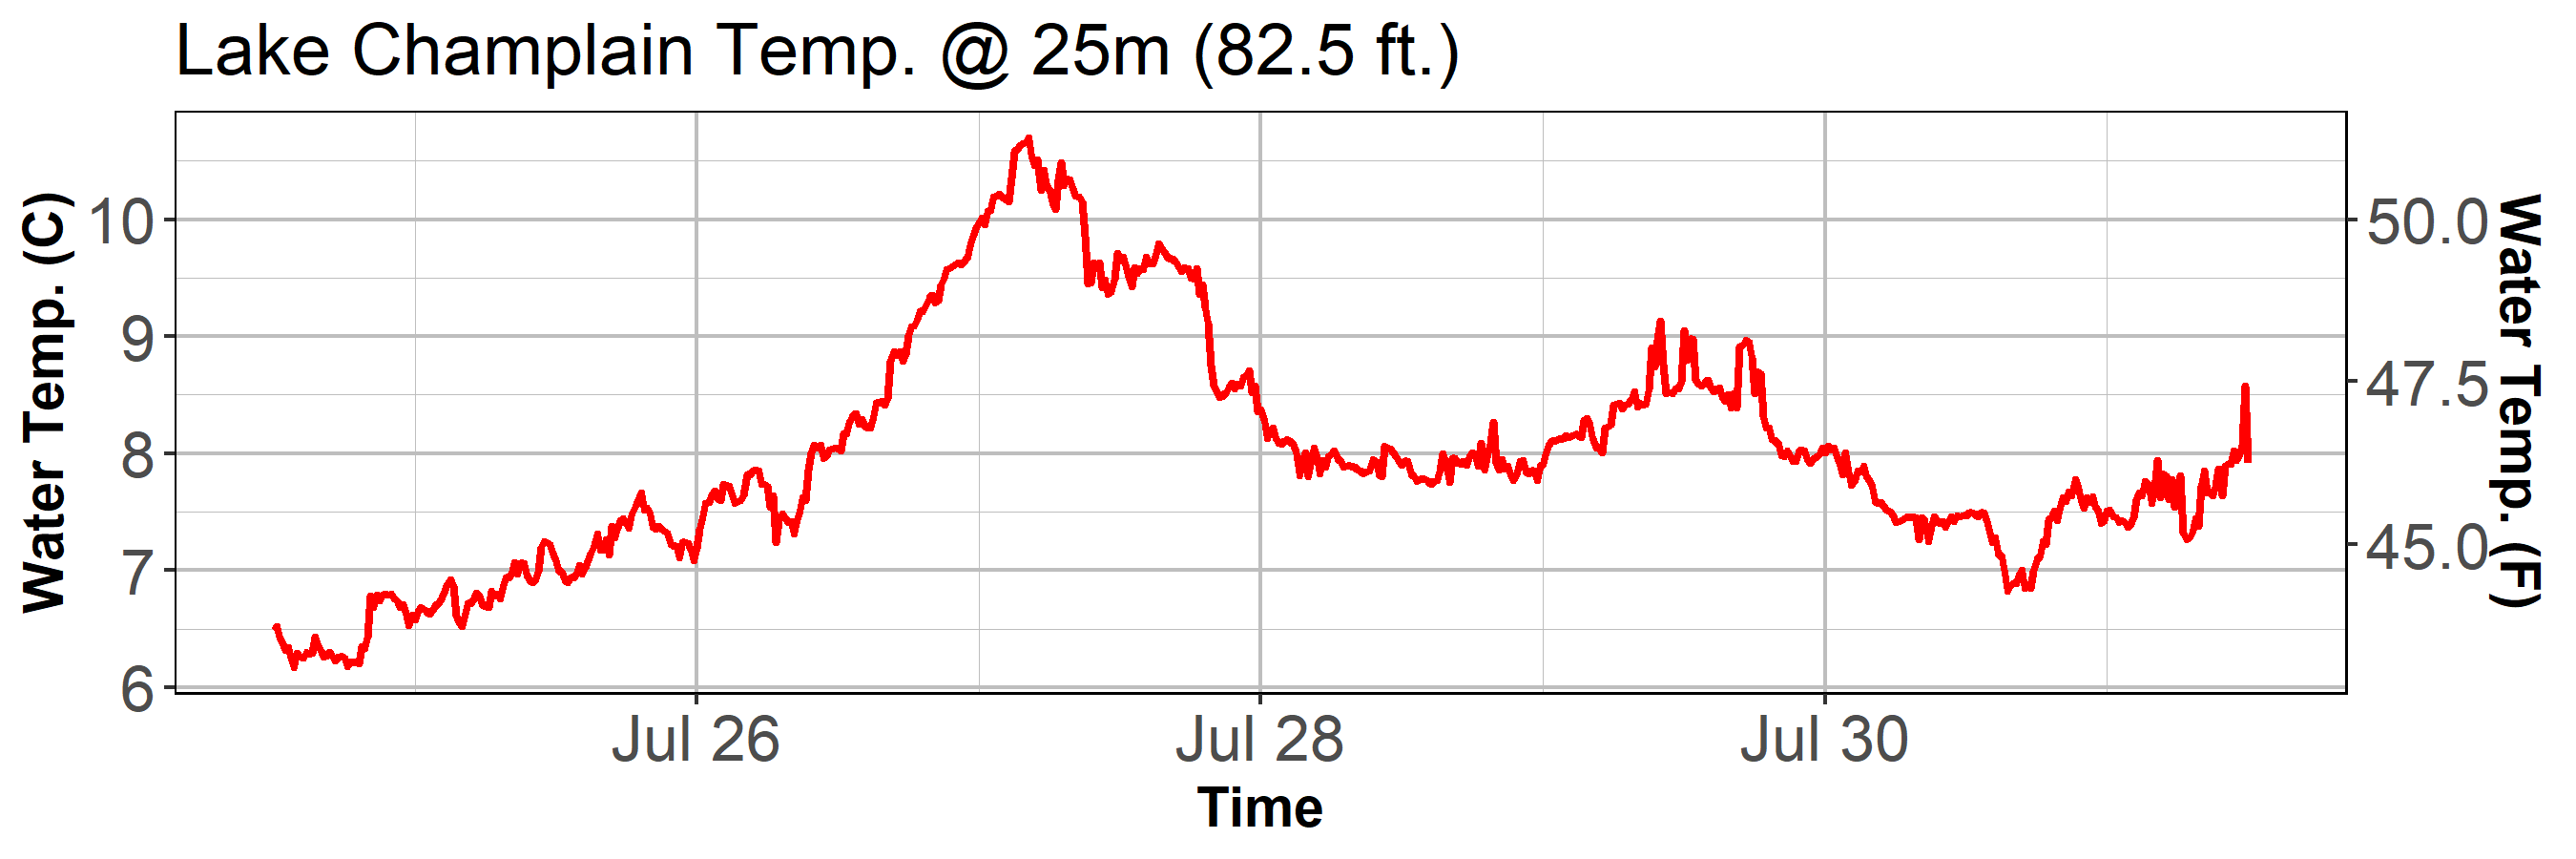 Lake Champlain Temp. @ 25m (82.5 ft.)
Water Temp. (C)
10
9
8
7
6
50.0
47.5
45.0
Water Temp. (F)
Jul 26 Jul 28 Jul 30
Time